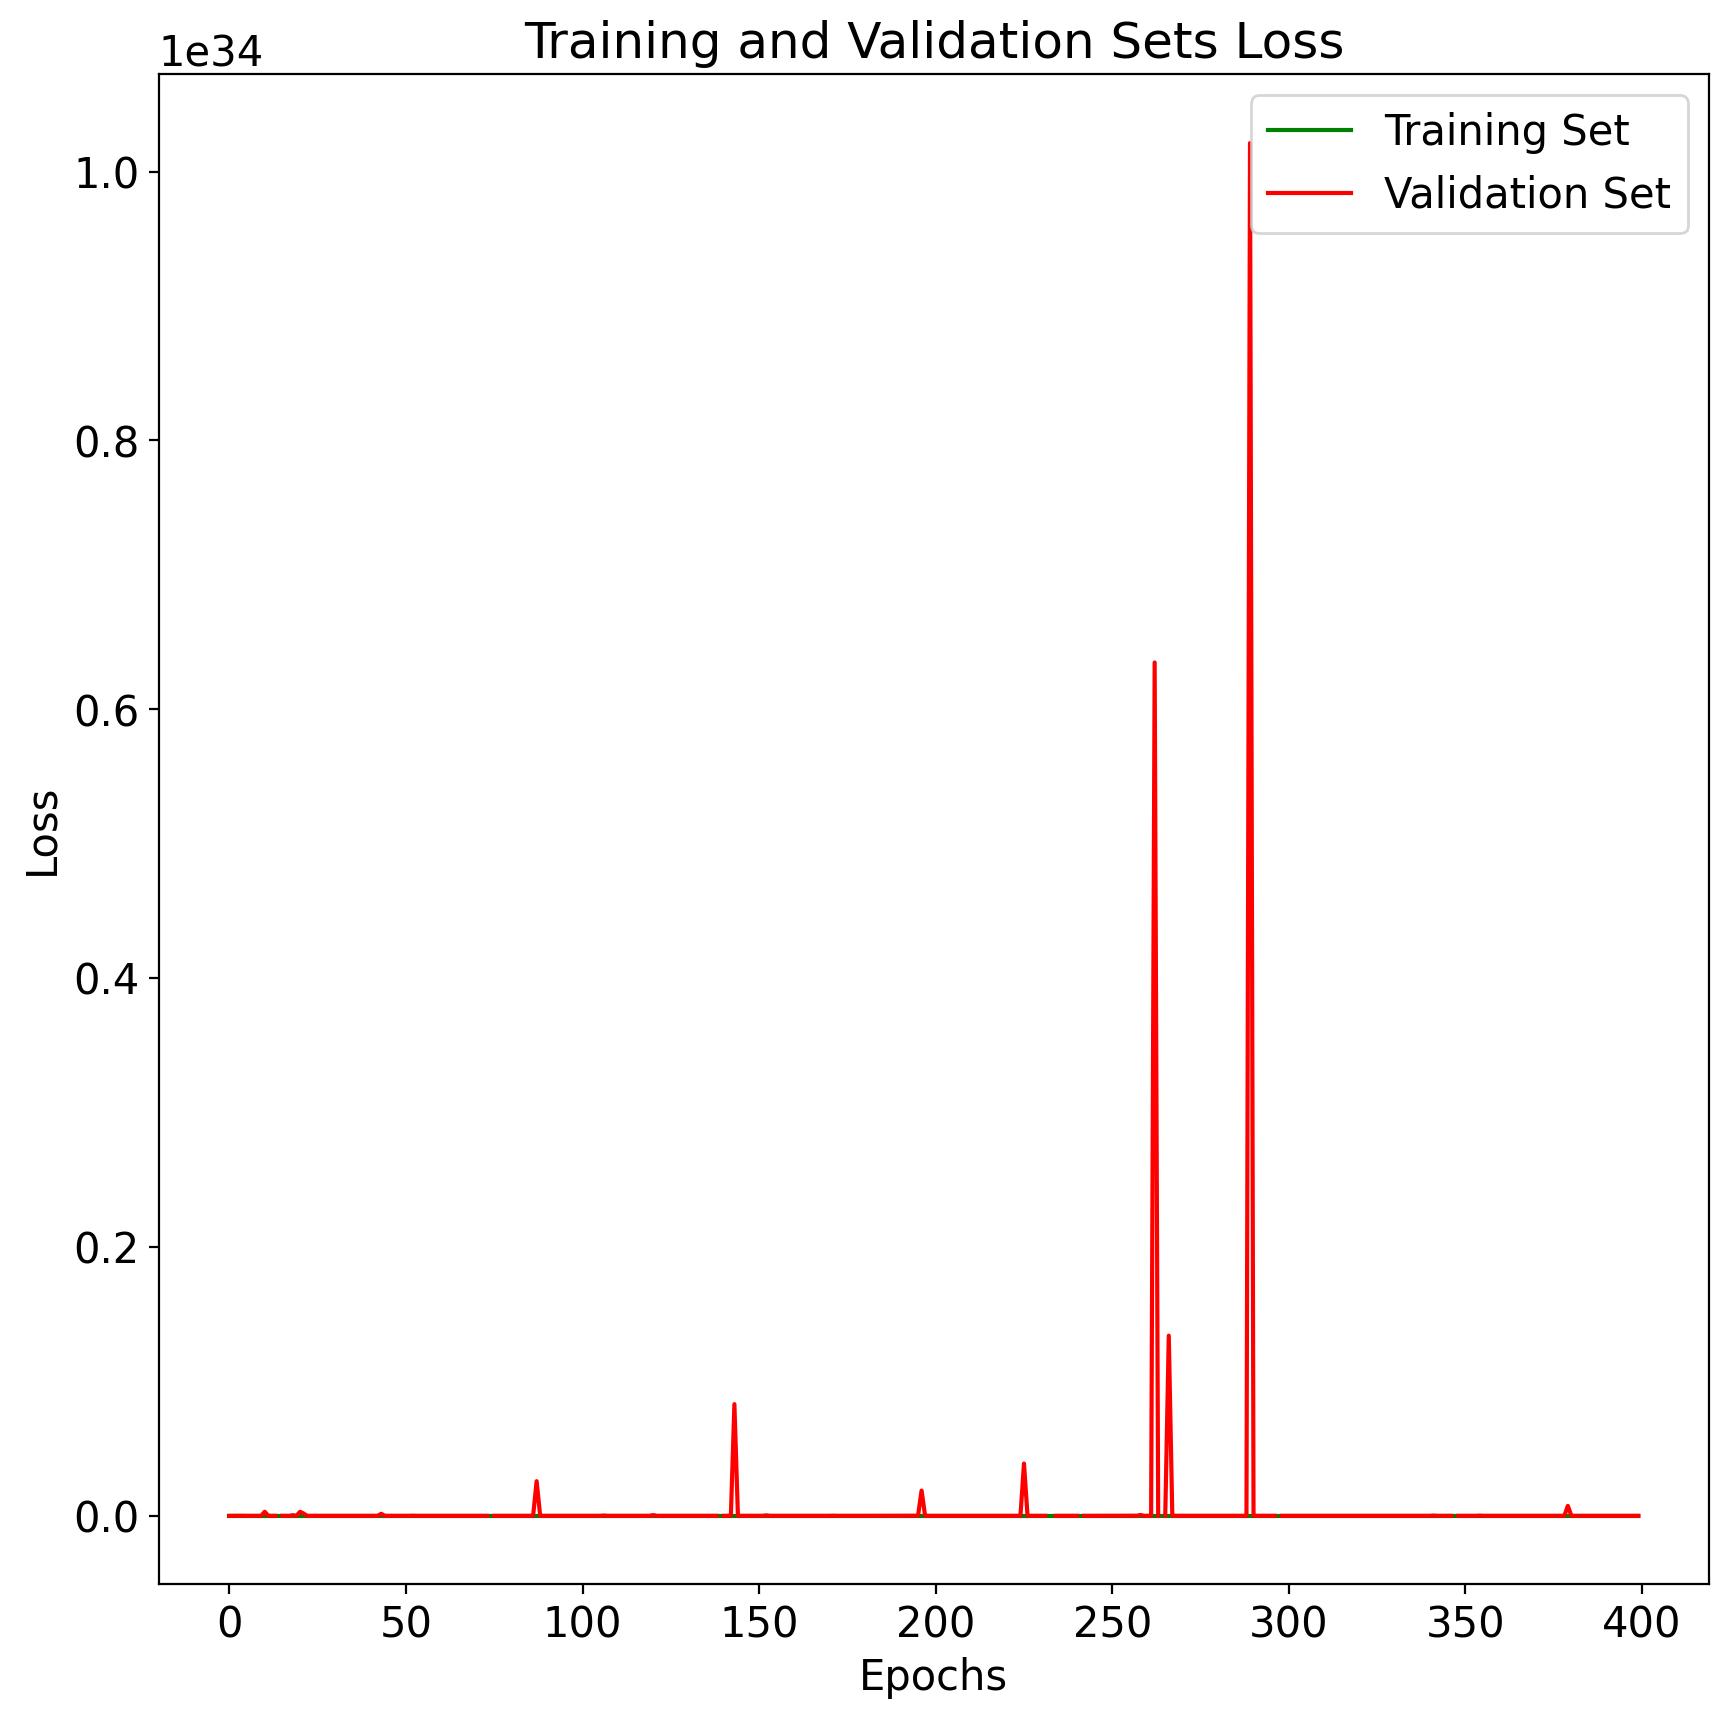 Training and Validation Sets Loss
1e34
Training Set
Validation Set
1.0
0.8
0.6
0.4
0.2
0.0
Loss
0 50 100 150 200 250 300 350 400
Epochs